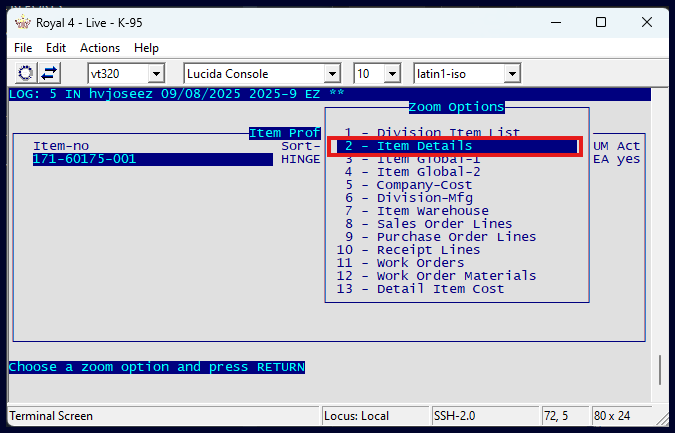 Royal 4 - Live - K-95
File Edit Actions Help
vt320 Lucida Console 10 latin1-iso
LOG: 5 IN hvjoseez 09/08/2025 2025-9 EZ **
Zoom Options
Item Prof
1 - Division Item List
Item-no Sort- 2 - Item Details UM Act
171-60175-001 HINGE 3 - Item Global-1 EA yes
4 - Item Global-2
5 - Company-Cost
6 - Division-Mfg
7 - Item Warehouse
8 - Sales Order Lines
9 - Purchase Order Lines
10 - Receipt Lines
11 - Work Orders
12 - Work Order Materials
13 - Detail Item Cost
Choose a zoom option and press RETURN
Terminal Screen Locus: Local SSH-2.0 72, 5 80 x 24